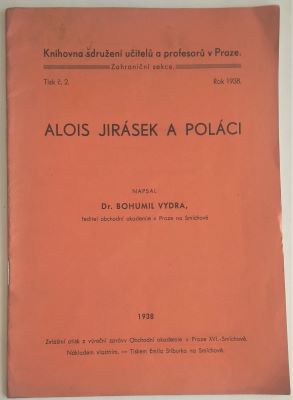 Knihovna sdružení učitelů a profesorů v Praze.
Zahraniční sekce.
Tisk č. 2. Rok 1938.
ALOIS JIRÁSEK A POLÁCI
NAPSAL
Dr. BOHUMIL VYDRA,
ředitel obchodní akademie v Praze na Smíchově
1938
Zvláštní otisk z výroční zprávy Obchodní akademie v Praze XVI.-Smíchově.
Nákladem vlastním. — Tiskem Emila Stiburka na Smíchově.